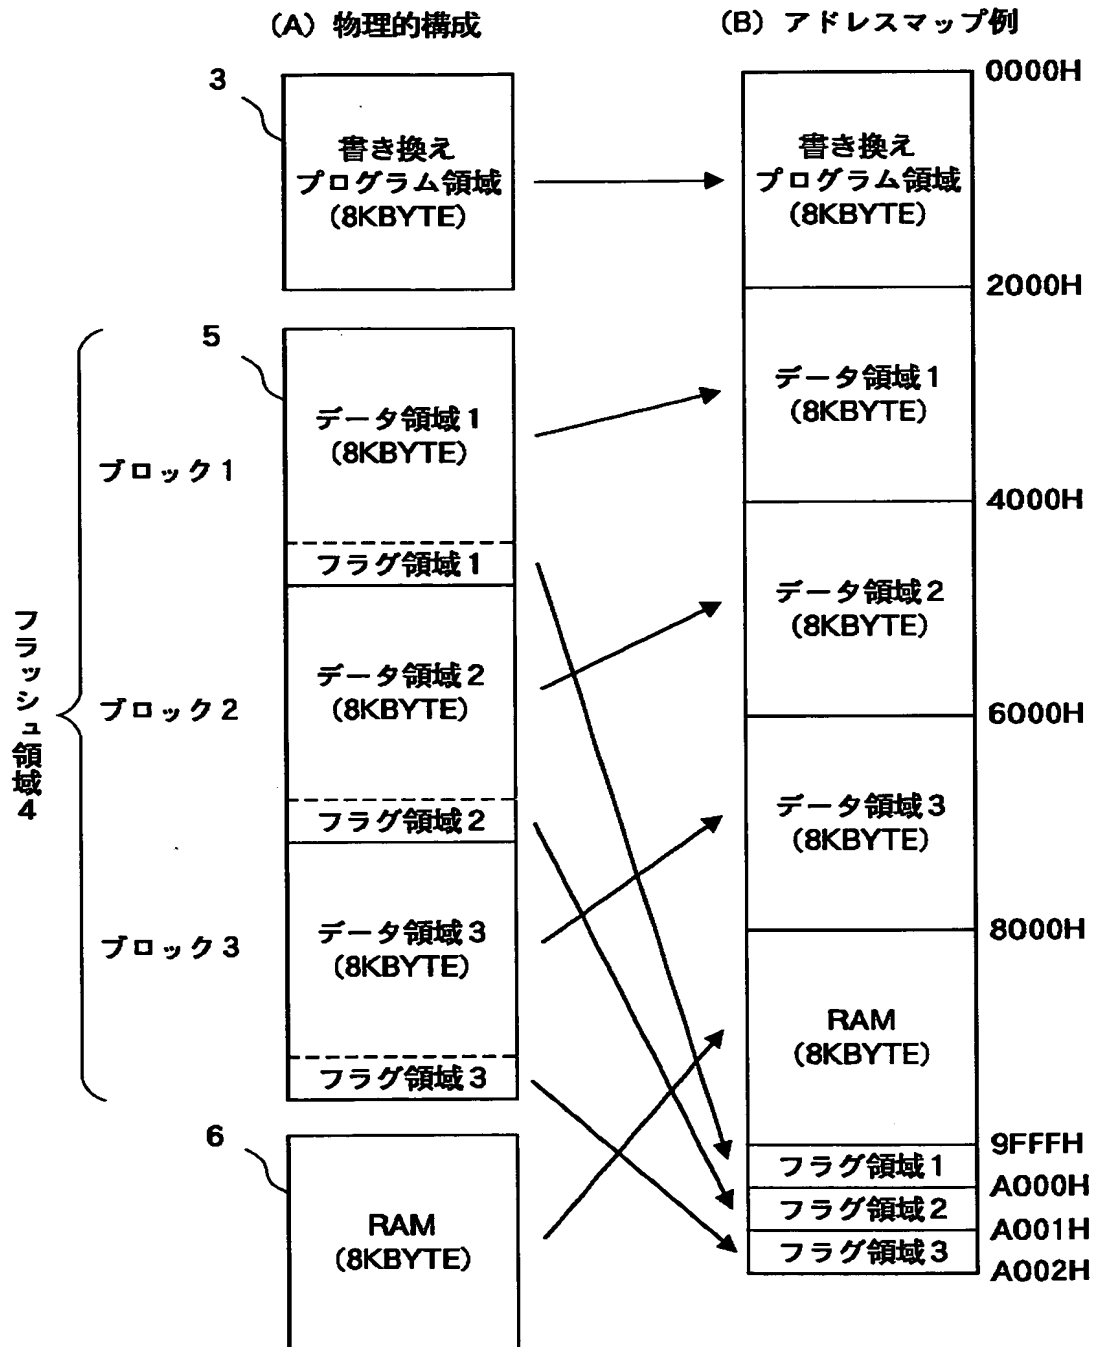 (A) 物理的構成
3
書き換え
プログラム領域
(8KBYTE)
フラッシュ領域4
ブロック1
ブロック2
ブロック3
5
データ領域1
(8KBYTE)
フラグ領域1
データ領域2
(8KBYTE)
フラグ領域2
データ領域3
(8KBYTE)
フラグ領域3
6
RAM
(8KBYTE)
(B) アドレスマップ例
0000H
書き換え
プログラム領域
(8KBYTE)
2000H
データ領域1
(8KBYTE)
4000H
データ領域2
(8KBYTE)
6000H
データ領域3
(8KBYTE)
8000H
RAM
(8KBYTE)
9FFFH
フラグ領域1
A000H
フラグ領域2
A001H
フラグ領域3
A002H